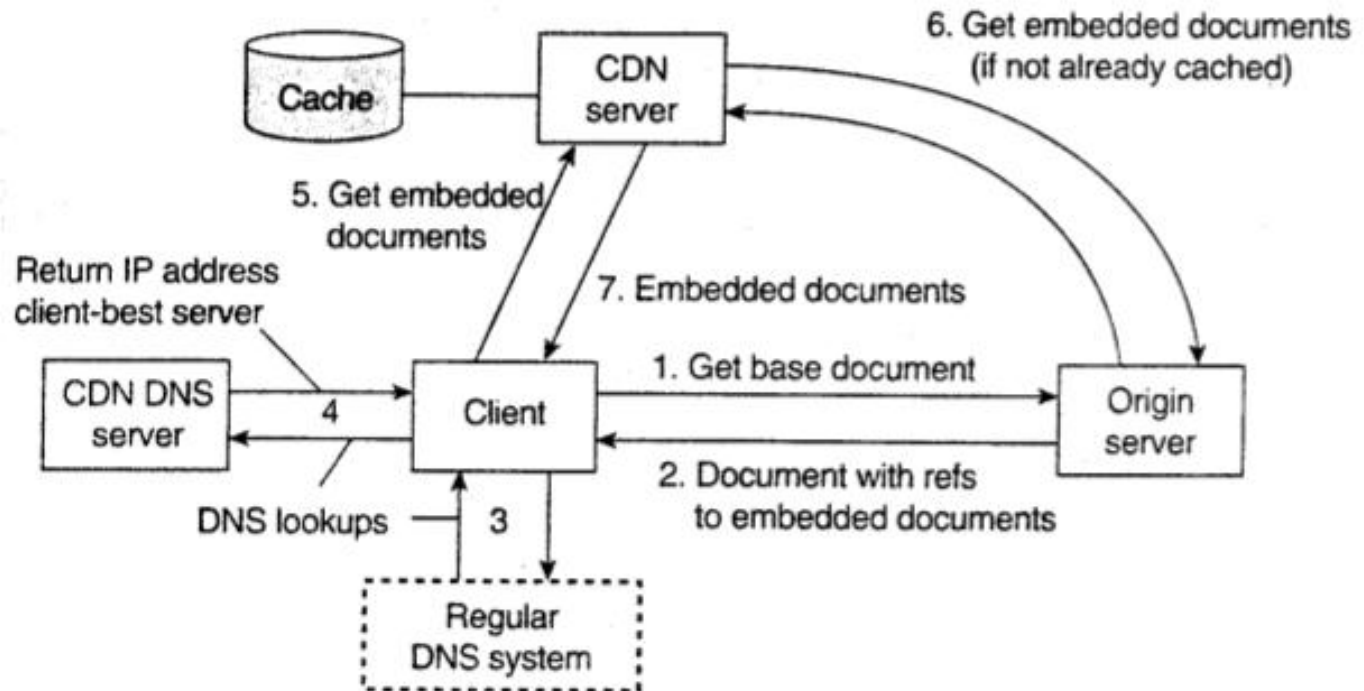 6. Get embedded documents
(if not already cached)
CDN
server
Cache
5. Get embedded
documents
Return IP address
client-best server
7. Embedded documents
1. Get base document
CDN DNS
server
4
Client
Origin
server
2. Document with refs
to embedded documents
DNS lookups
3
Regular
DNS system